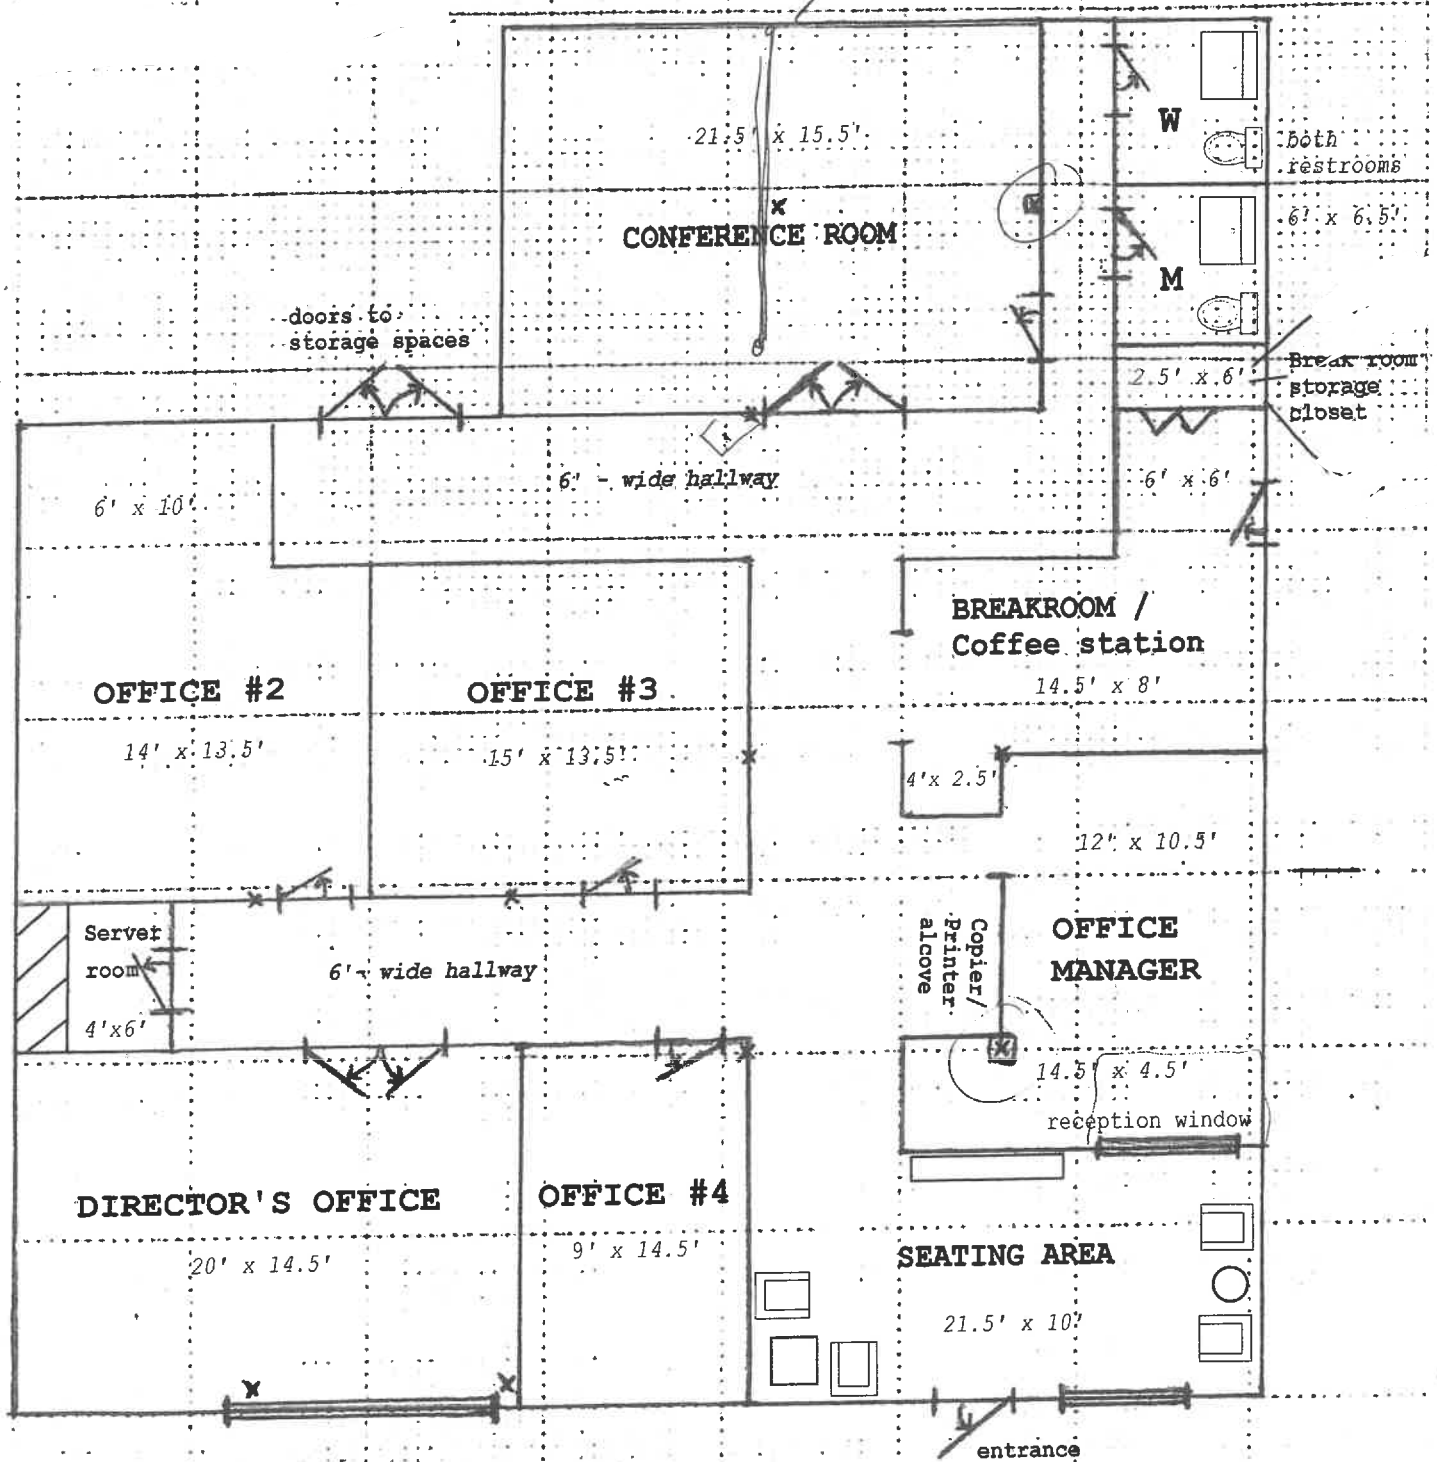 21.5' x 15.5'
CONFERENCE ROOM
W
both
restrooms
6' x 6.5'
M
doors to
storage spaces
2.5' x 6'
Break room
storage
closet
6' - wide hallway
6' x 6'
6' x 10'
BREAKROOM /
Coffee station
14.5' x 8'
OFFICE #2
14' x 13.5'
OFFICE #3
15' x 13.5'
4'x 2.5'
12' x 10.5'
OFFICE
MANAGER
Copier/
Printer
alcove
Server
room
4'x6'
6'- wide hallway
14.5' x 4.5'
reception window
DIRECTOR'S OFFICE
20' x 14.5'
OFFICE #4
9' x 14.5'
SEATING AREA
21.5' x 10'
entrance